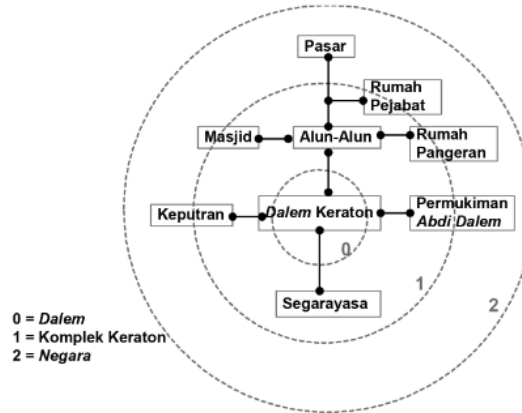 Pasar
Rumah
Pejabat
Masjid
Alun-Alun
Rumah
Pangeran
Keputran
Dalem Keraton
Permukiman
Abdi Dalem
0
1
2
Segarayasa
0 = Dalem
1 = Komplek Keraton
2 = Negara